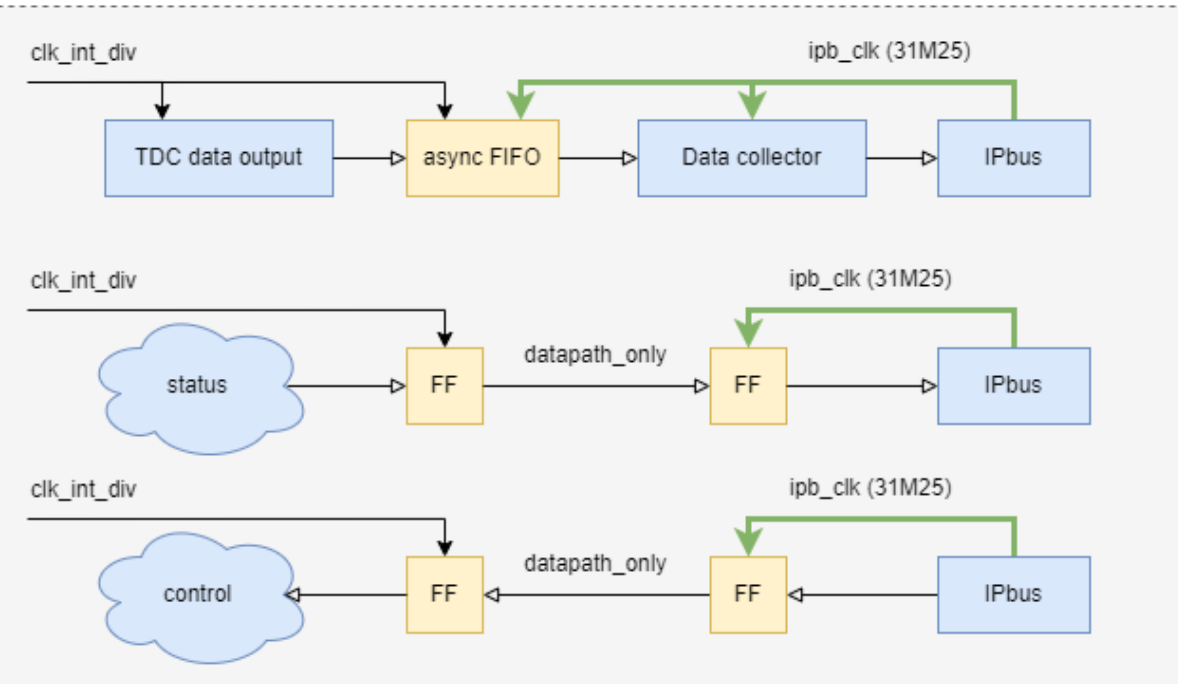 clk_int_div
ipb_clk (31M25)
TDC data output
async FIFO
Data collector
IPbus
clk_int_div
ipb_clk (31M25)
status
FF
datapath_only
FF
IPbus
clk_int_div
ipb_clk (31M25)
control
FF
datapath_only
FF
IPbus